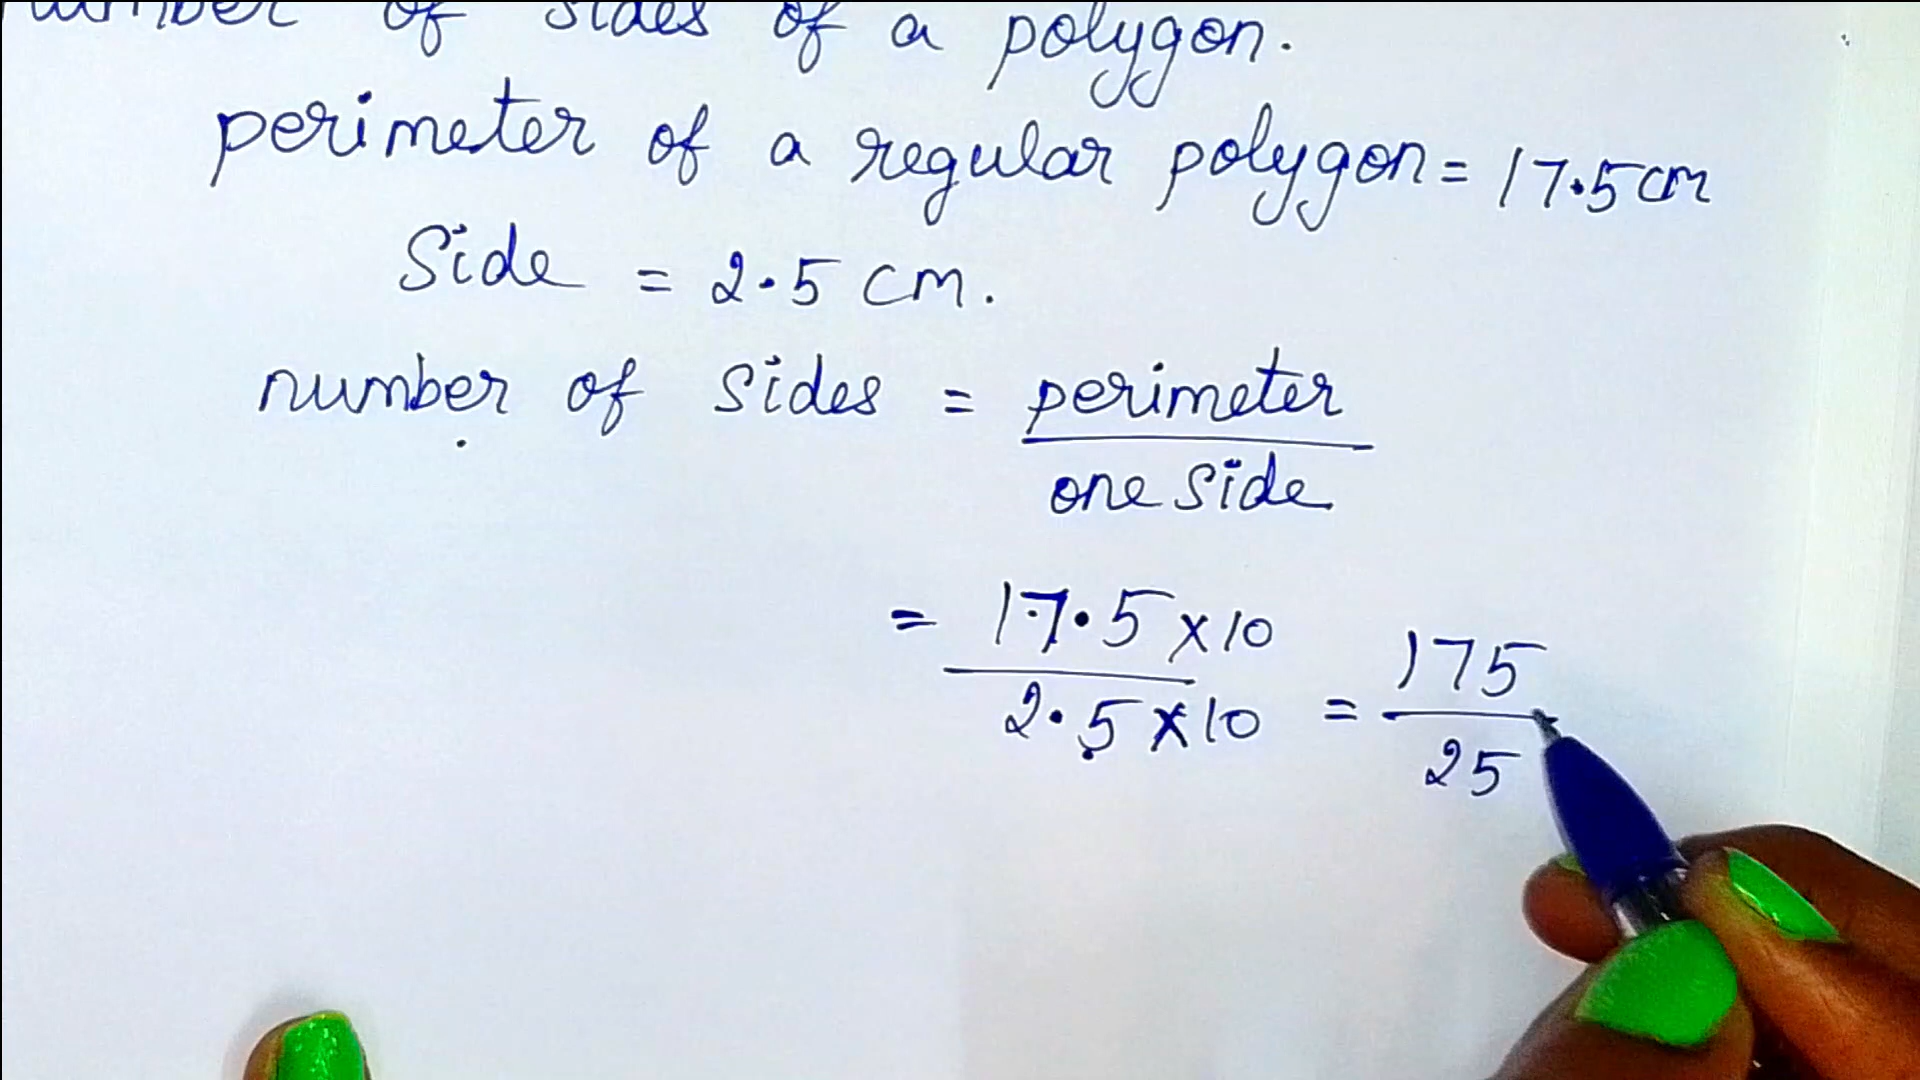 number of sides of a polygon.
perimeter of a regular polygon = 17.5 cm
Side = 2.5 cm.
number of sides = perimeter
one side
= 17.5 x 10
2.5 x 10
= 175
25